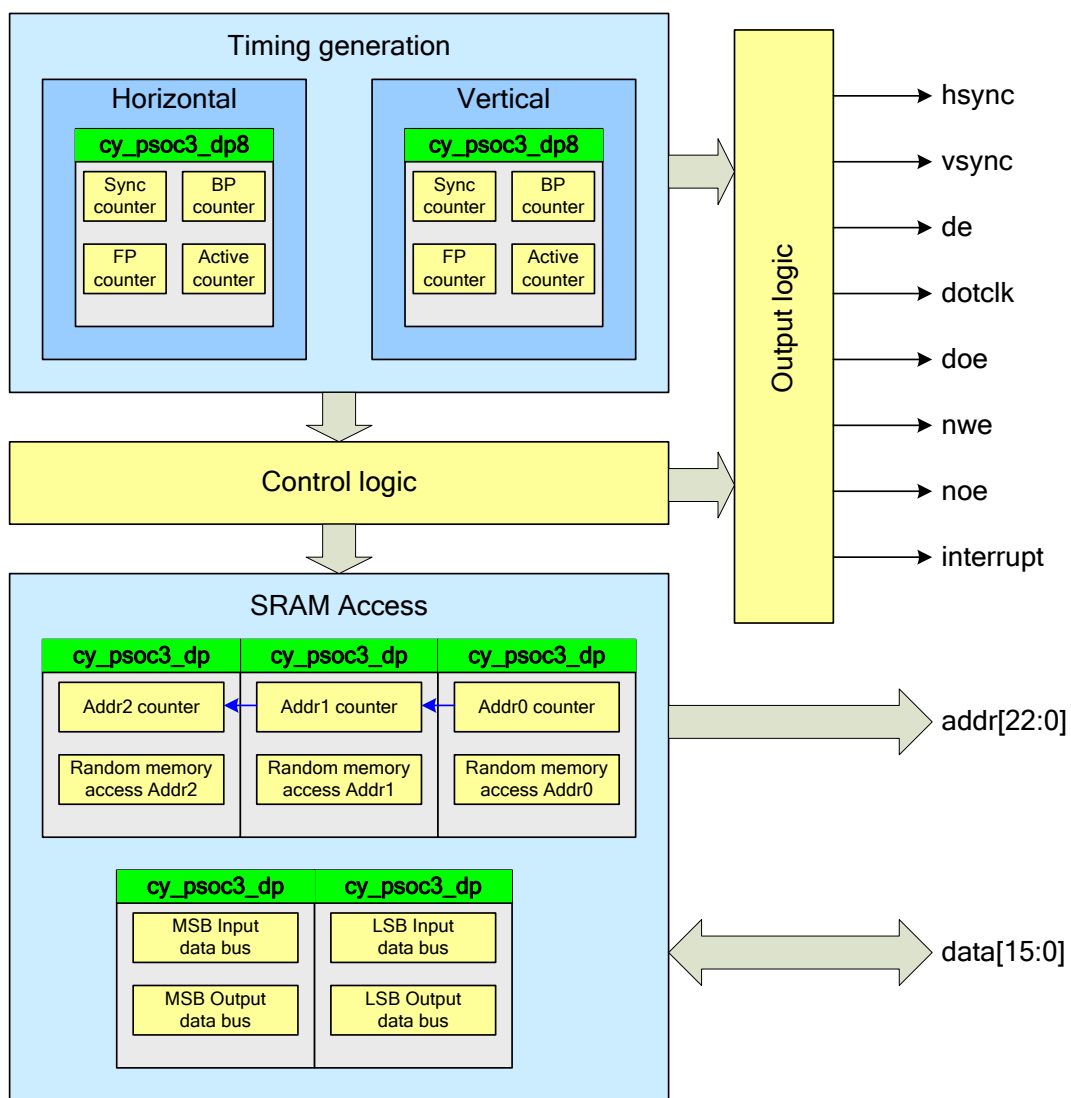 Timing generation
Horizontal
Vertical
cy_psoc3_dp8
cy_psoc3_dp8
Sync
counter
BP
counter
FP
counter
Active
counter
Sync
counter
BP
counter
FP
counter
Active
counter
Output logic
hsync
vsync
de
dotclk
doe
nwe
noe
interrupt
Control logic
SRAM Access
cy_psoc3_dp
cy_psoc3_dp
cy_psoc3_dp
Addr2 counter
Addr1 counter
Addr0 counter
Random memory
access Addr2
Random memory
access Addr1
Random memory
access Addr0
addr[22:0]
cy_psoc3_dp
cy_psoc3_dp
MSB Input
data bus
LSB Input
data bus
MSB Output
data bus
LSB Output
data bus
data[15:0]